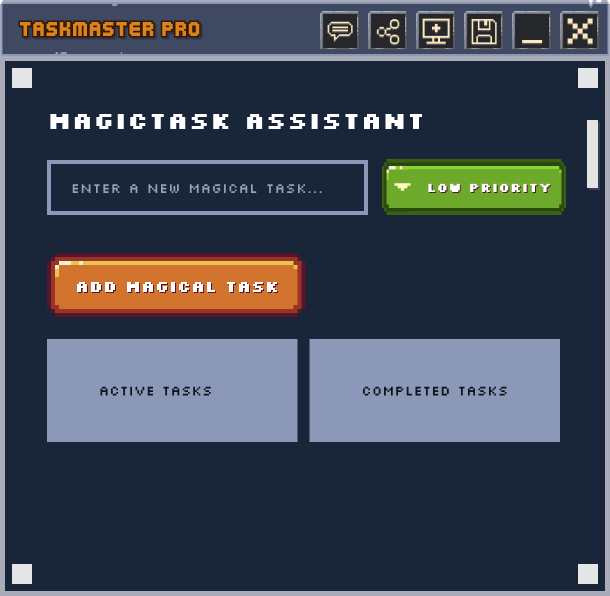 TASKMASTER PRO
MAGICTASK ASSISTANT
ENTER A NEW MAGICAL TASK...
LOW PRIORITY
ADD MAGICAL TASK
ACTIVE TASKS
COMPLETED TASKS